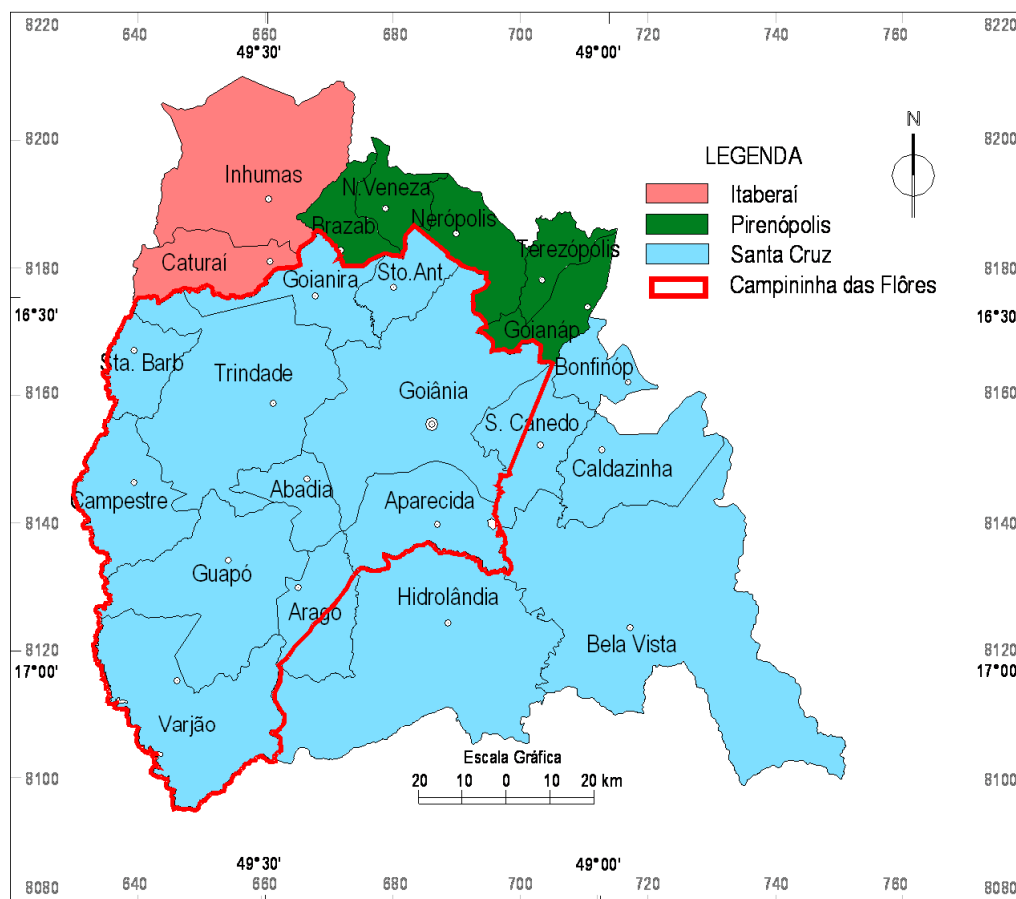 8220 640 660 680 700 720 740 760 8220
49°30' 49°00'
N
8200 8200
LEGENDA
Inhumas
N.Veneza
Itaberaí
Brazab
Nerópolis
Pirenópolis
Terezópolis
Santa Cruz
Caturaí
Sto.Ant
8180 8180
Goianira
Campininha das Flôres
16°30' 16°30'
Goianáp
Sta. Barb
Trindade
Bonfinóp
8160 Goiânia 8160
S. Canedo
Caldazinha
Abadia
Campestre
Aparecida
8140 8140
Guapó
Hidrolândia
Arago
Bela Vista
8120 8120
17°00' 17°00'
Varjão
Escala Gráfica
8100 20 10 0 10 20 km 8100
49°30' 49°00'
8080 640 660 680 700 720 740 760 8080